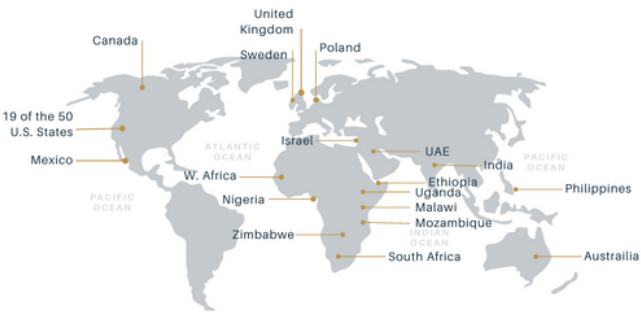 United
Kingdom
Canada
Sweden
Poland
19 of the 50
U.S. States
Mexico
ATLANTIC
OCEAN
Israel
UAE
PACIFIC
OCEAN
India
W. Africa
Ethiopia
Uganda
Philippines
PACIFIC
OCEAN
Nigeria
Malawi
Mozambique
INDIAN
OCEAN
Zimbabwe
South Africa
Austrailia